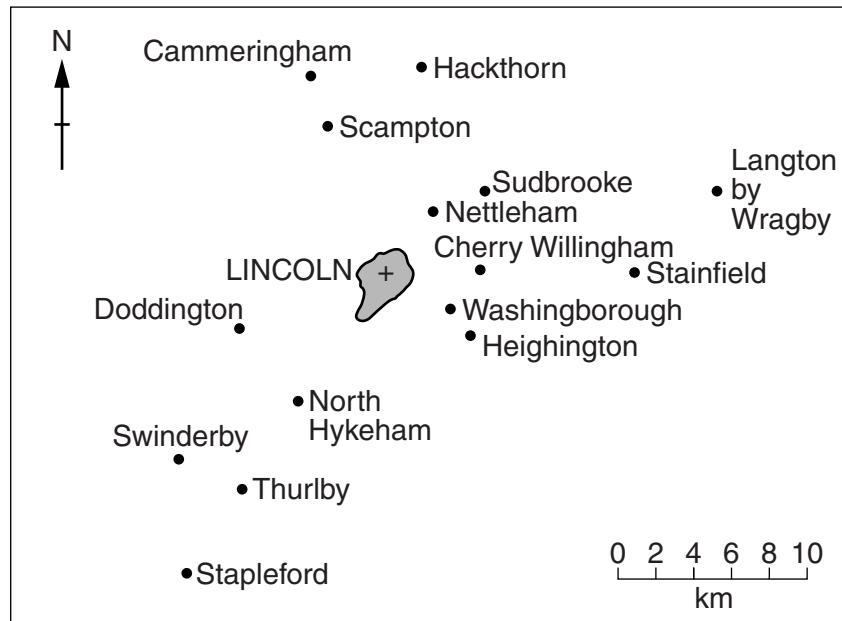 N
Cammeringham
Hackthorn
Scampton
Langton
by
Wragby
Sudbrooke
Nettleham
Cherry Willingham
LINCOLN
Stainfield
Doddington
Washingborough
Heighington
North
Hykeham
Swinderby
Thurlby
Stapleford
0 2 4 6 8 10
km